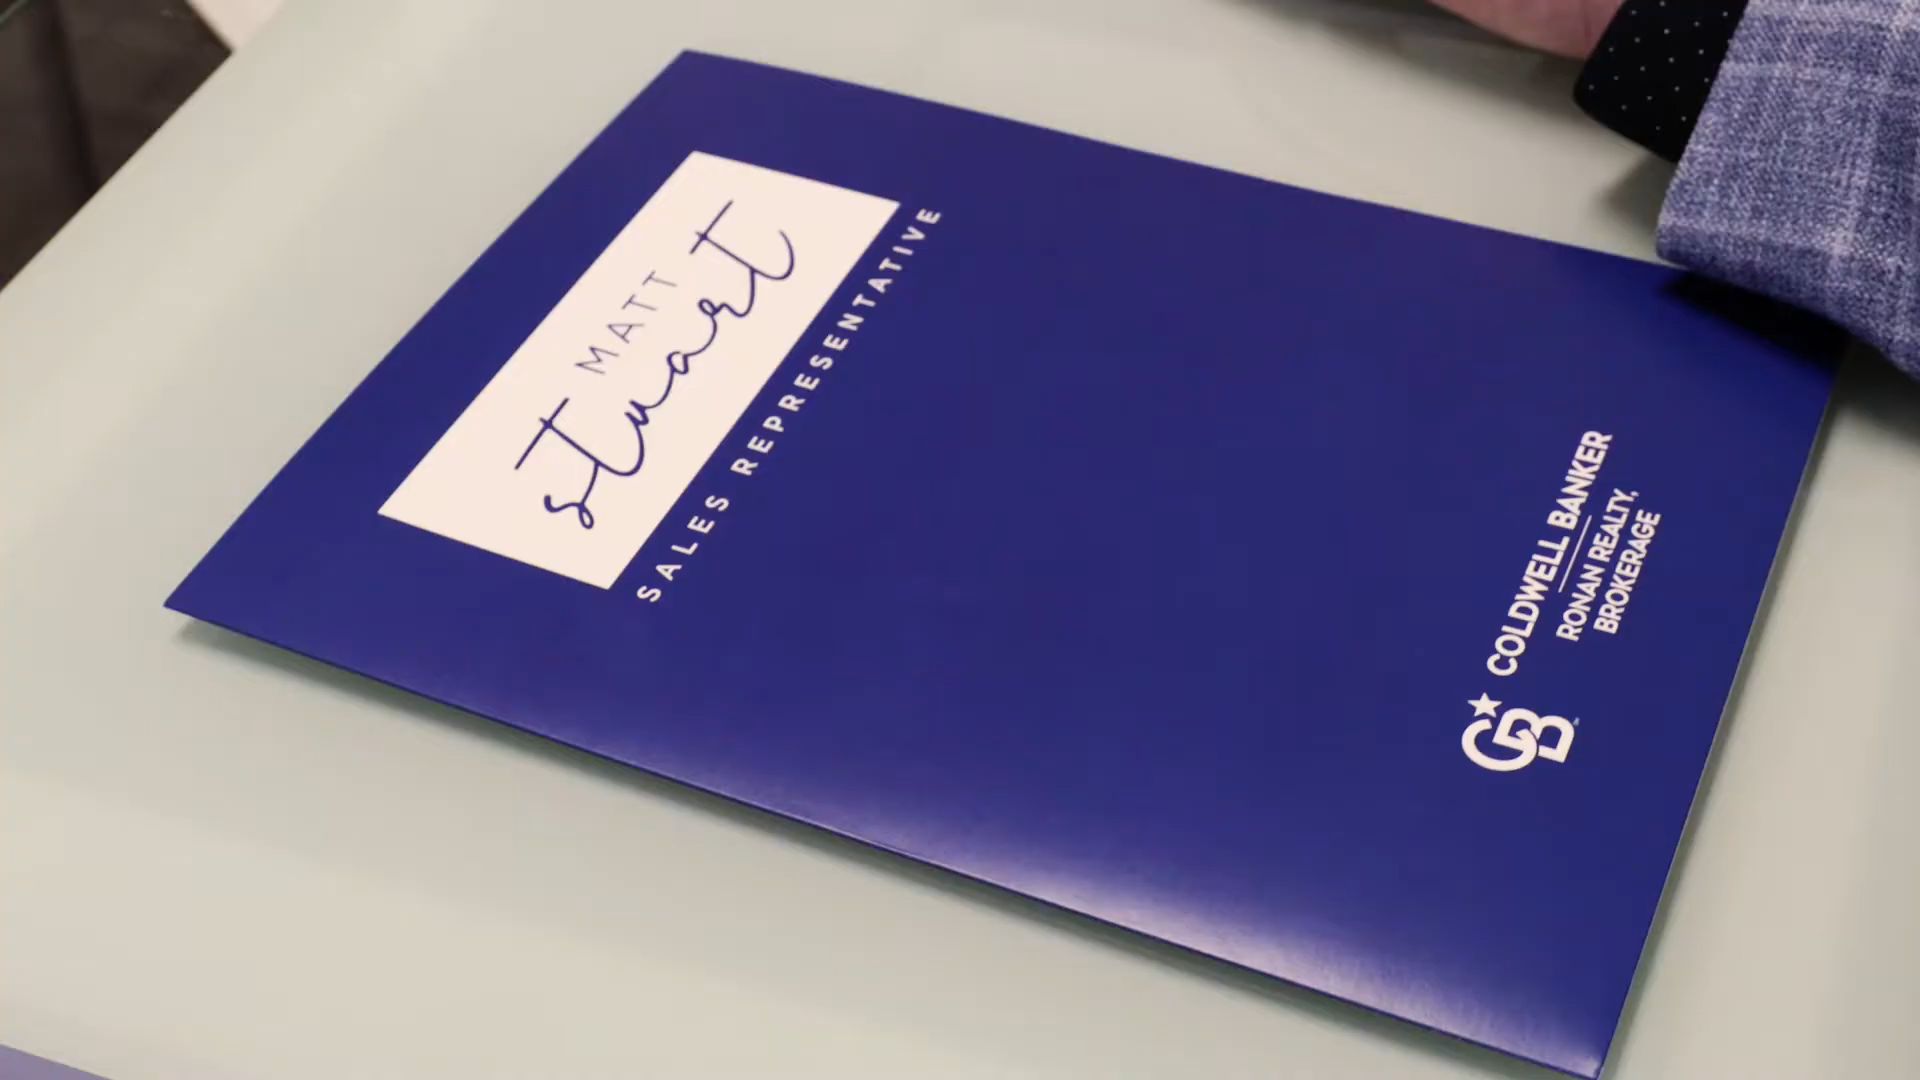 MATT
stuart
SALES REPRESENTATIVE
CB
COLDWELL BANKER
RONAN REALTY,
BROKERAGE